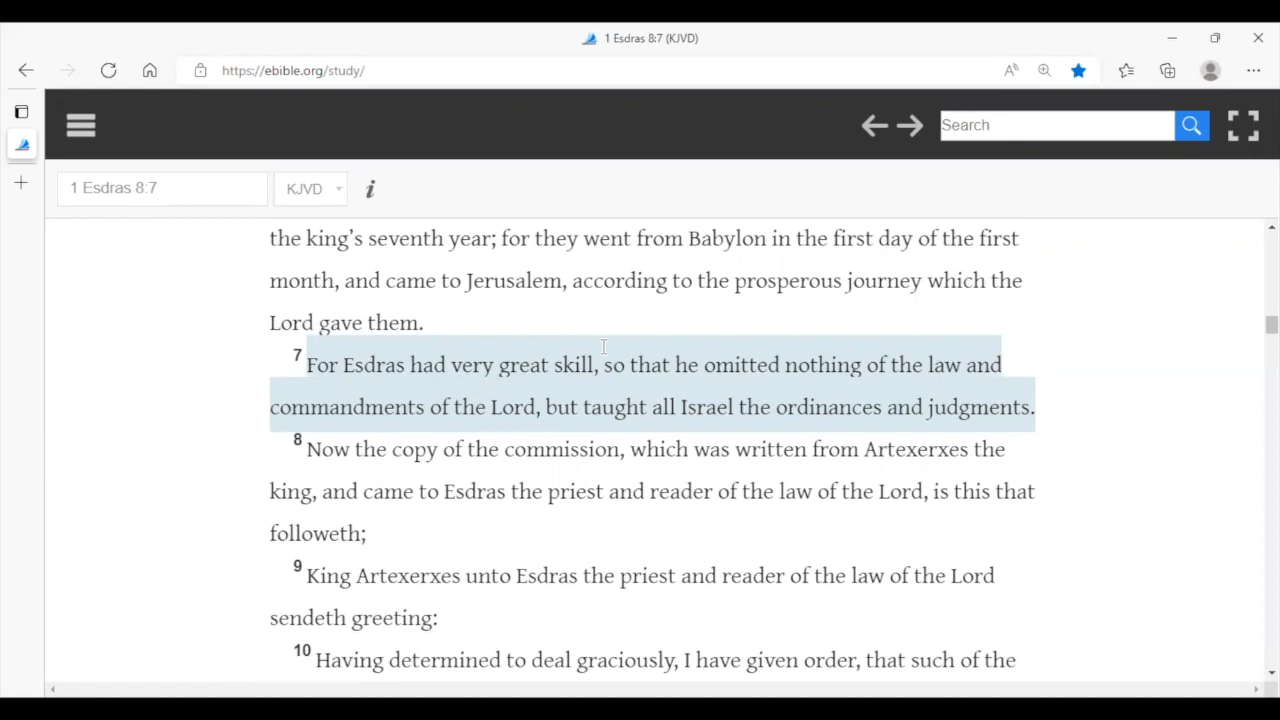 1 Esdras 8:7 (KJVD)
https://ebible.org/study/
Search
1 Esdras 8:7
KJVD
i
the king’s seventh year; for they went from Babylon in the first day of the first
month, and came to Jerusalem, according to the prosperous journey which the
Lord gave them.
7 For Esdras had very great skill, so that he omitted nothing of the law and
commandments of the Lord, but taught all Israel the ordinances and judgments.
8 Now the copy of the commission, which was written from Artexerxes the
king, and came to Esdras the priest and reader of the law of the Lord, is this that
followeth;
9 King Artexerxes unto Esdras the priest and reader of the law of the Lord
sendeth greeting:
10 Having determined to deal graciously, I have given order, that such of the